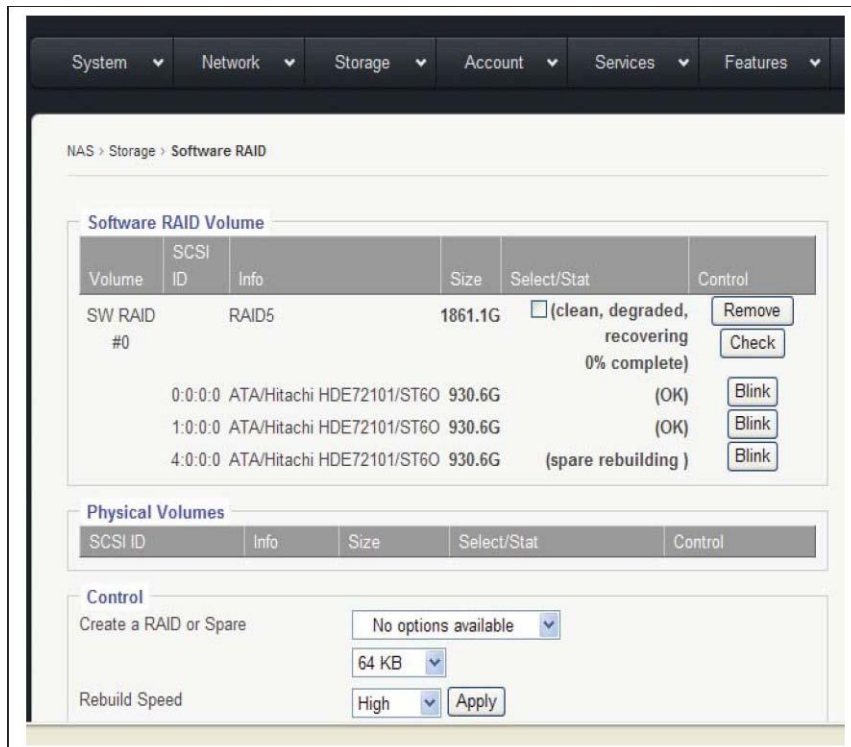 System Network Storage Account Services Features
NAS > Storage > Software RAID
Software RAID Volume
Volume SCSI ID Info Size Select/Stat Control
SW RAID #0 RAID5 1861.1G (clean, degraded, recovering 0% complete) Remove Check
0:0:0:0 ATA/Hitachi HDE72101/ST6O 930.6G (OK) Blink
1:0:0:0 ATA/Hitachi HDE72101/ST6O 930.6G (OK) Blink
4:0:0:0 ATA/Hitachi HDE72101/ST6O 930.6G (spare rebuilding ) Blink
Physical Volumes
SCSI ID Info Size Select/Stat Control
Control
Create a RAID or Spare No options available
64 KB
Rebuild Speed High Apply